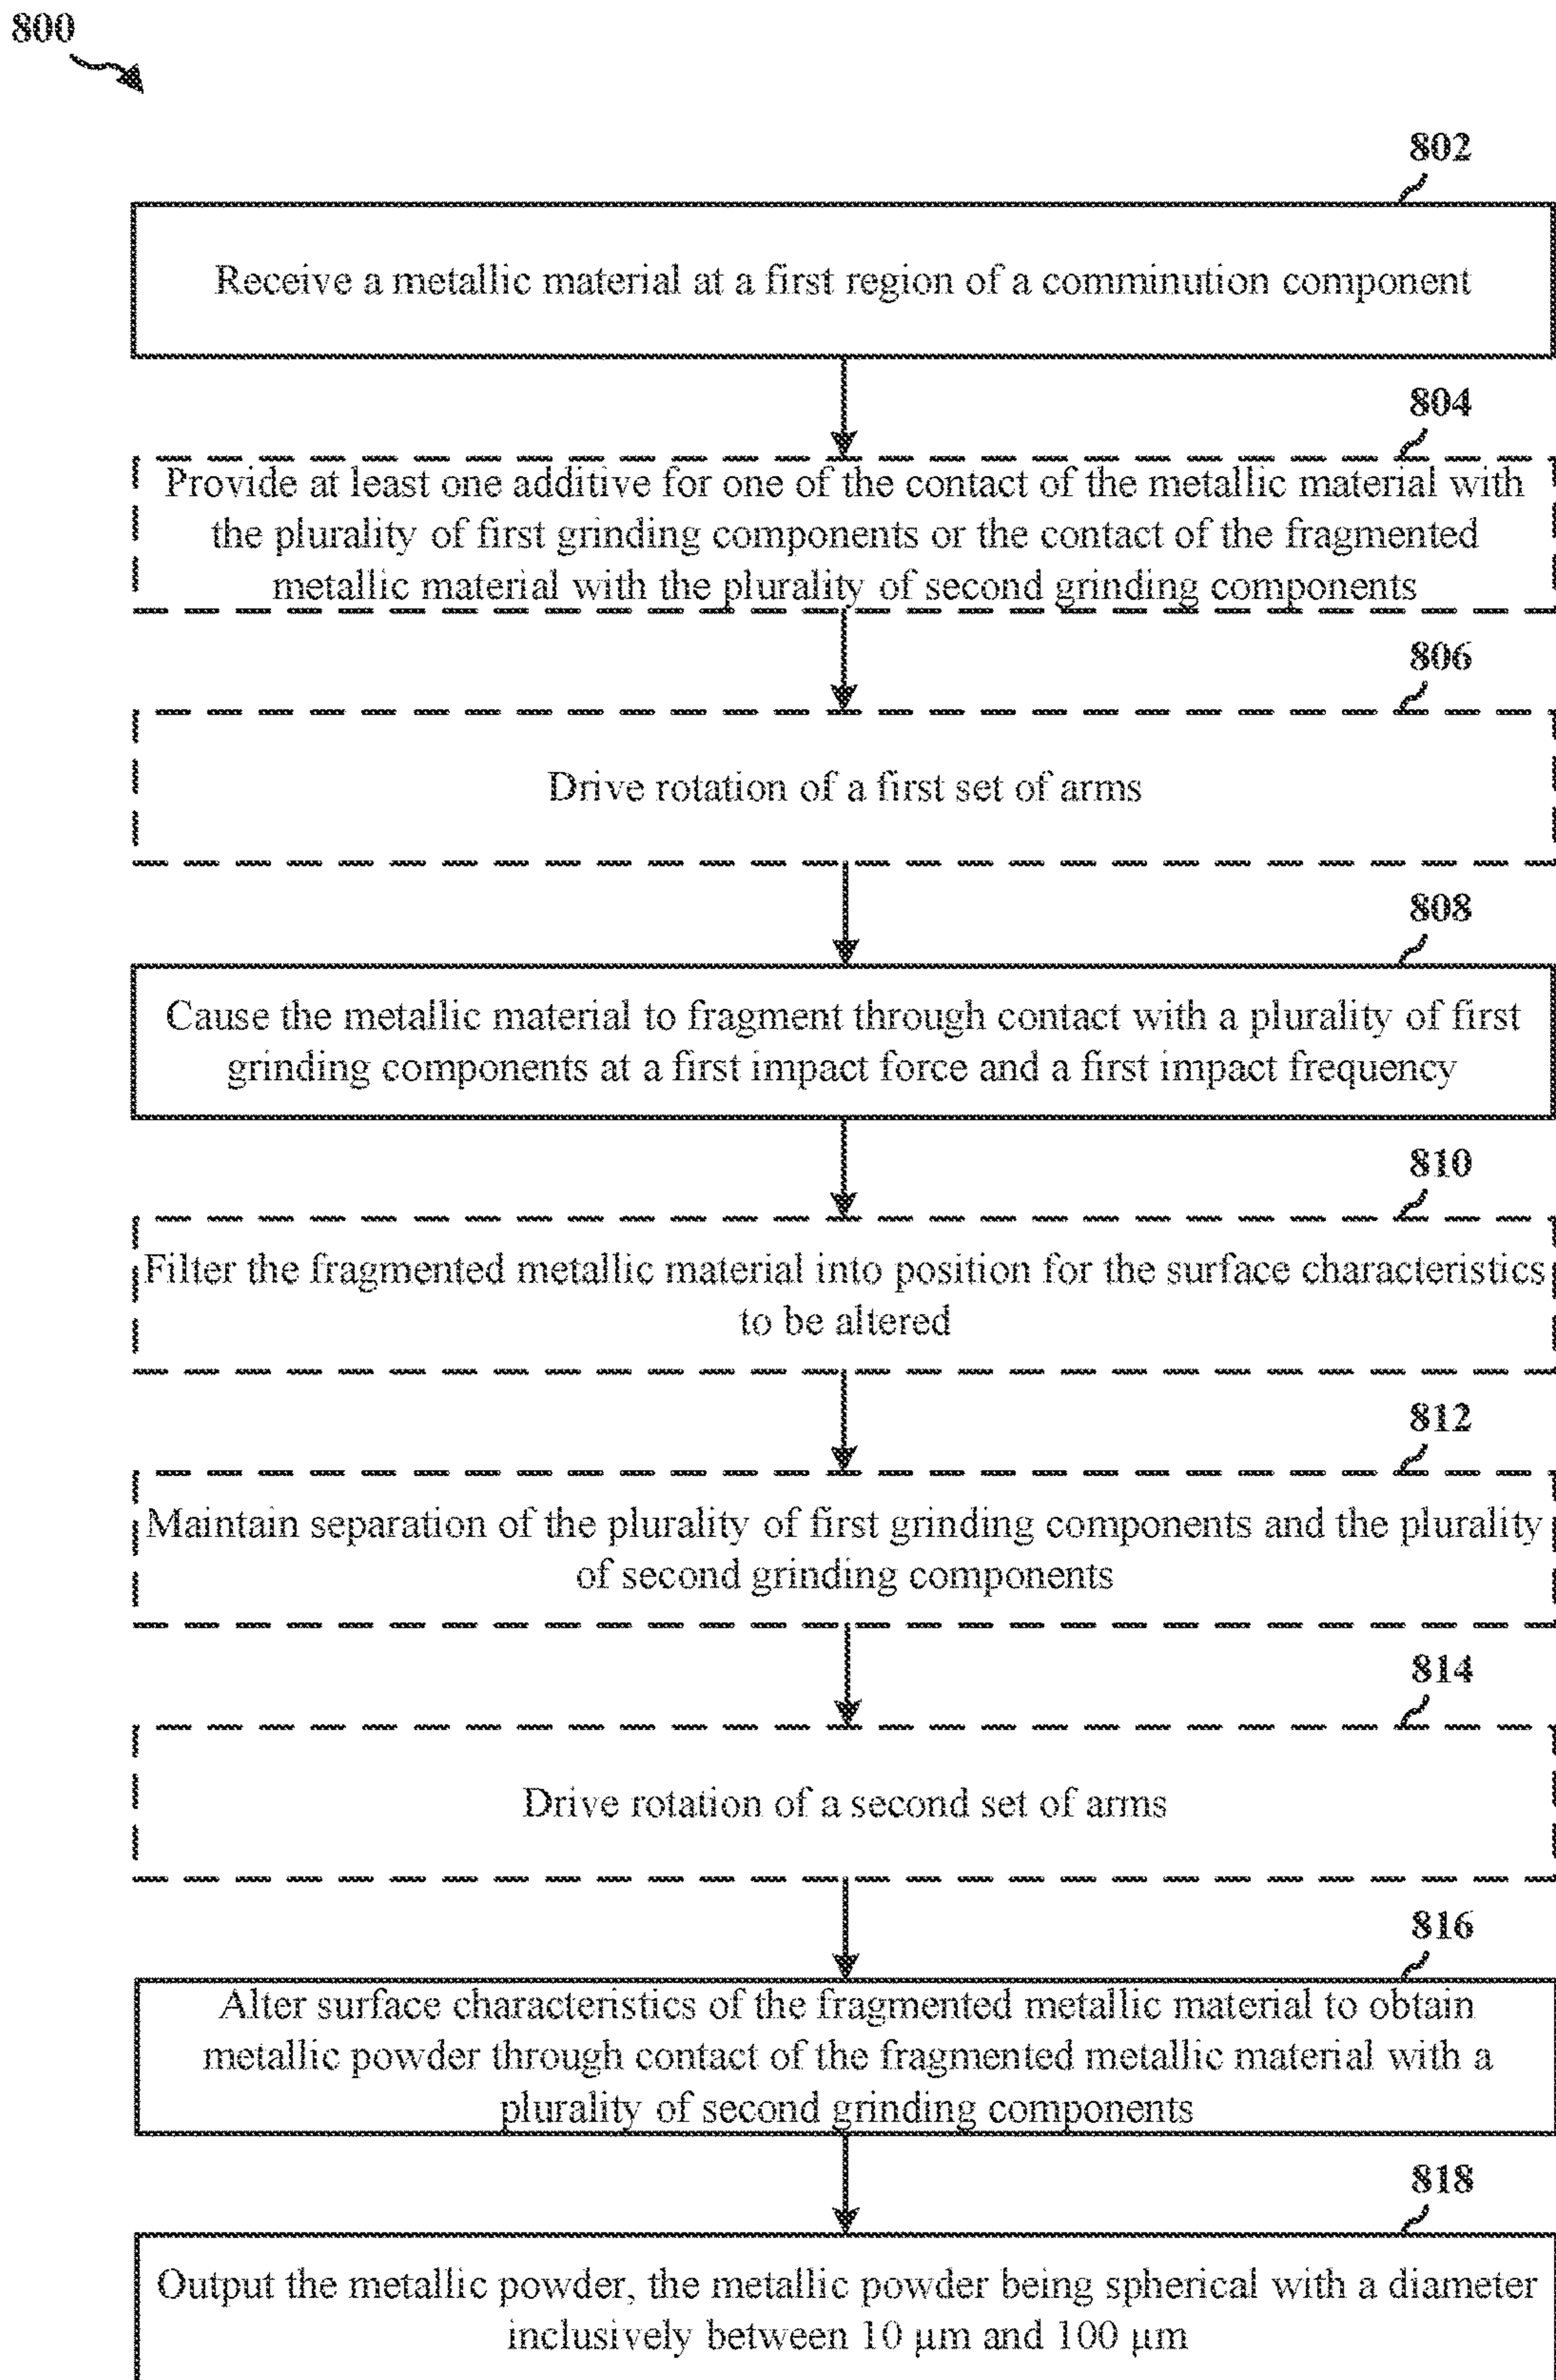 800
802
Receive a metallic material at a first region of a comminution component
804
Provide at least one additive for one of the contact of the metallic material with
the plurality of first grinding components or the contact of the fragmented
metallic material with the plurality of second grinding components
806
Drive rotation of a first set of arms
808
Cause the metallic material to fragment through contact with a plurality of first
grinding components at a first impact force and a first impact frequency
810
Filter the fragmented metallic material into position for the surface characteristics
to be altered
812
Maintain separation of the plurality of first grinding components and the plurality
of second grinding components
814
Drive rotation of a second set of arms
816
Alter surface characteristics of the fragmented metallic material to obtain
metallic powder through contact of the fragmented metallic material with a
plurality of second grinding components
818
Output the metallic powder, the metallic powder being spherical with a diameter
inclusively between 10 μm and 100 μm